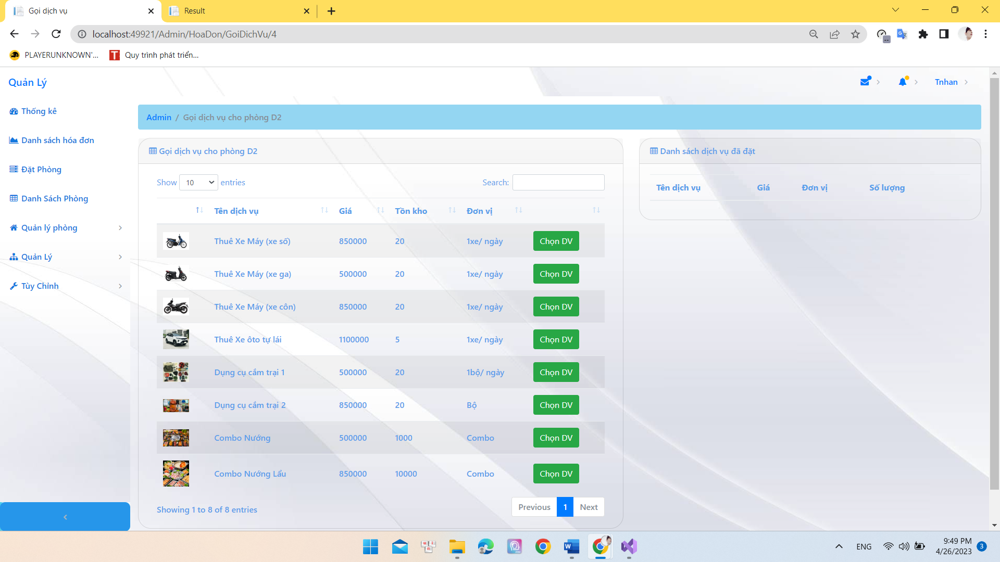 Gọi dịch vụ
Result
localhost:49921/Admin/HoaDon/GoiDichVu/4
PLAYERUNKNOWN'...
Quy trình phát triển...
Quản Lý
Tnhan
Thống kê
Danh sách hóa đơn
Đặt Phòng
Danh Sách Phòng
Quản lý phòng
Quản Lý
Tùy Chỉnh
Admin / Gọi dịch vụ cho phòng D2
Gọi dịch vụ cho phòng D2
Show 10 entries
Search:
Tên dịch vụ Giá Tồn kho Đơn vị
Thuê Xe Máy (xe số) 850000 20 1xe/ ngày Chọn DV
Thuê Xe Máy (xe ga) 500000 20 1xe/ ngày Chọn DV
Thuê Xe Máy (xe côn) 850000 20 1xe/ ngày Chọn DV
Thuê Xe ôto tự lái 1100000 5 1xe/ ngày Chọn DV
Dụng cụ cắm trại 1 500000 20 1bộ/ ngày Chọn DV
Dụng cụ cắm trại 2 850000 20 Bộ Chọn DV
Combo Nướng 500000 1000 Combo Chọn DV
Combo Nướng Lẩu 850000 10000 Combo Chọn DV
Showing 1 to 8 of 8 entries
Previous 1 Next
Danh sách dịch vụ đã đặt
Tên dịch vụ Giá Đơn vị Số lượng
ENG
9:49 PM
4/26/2023
3